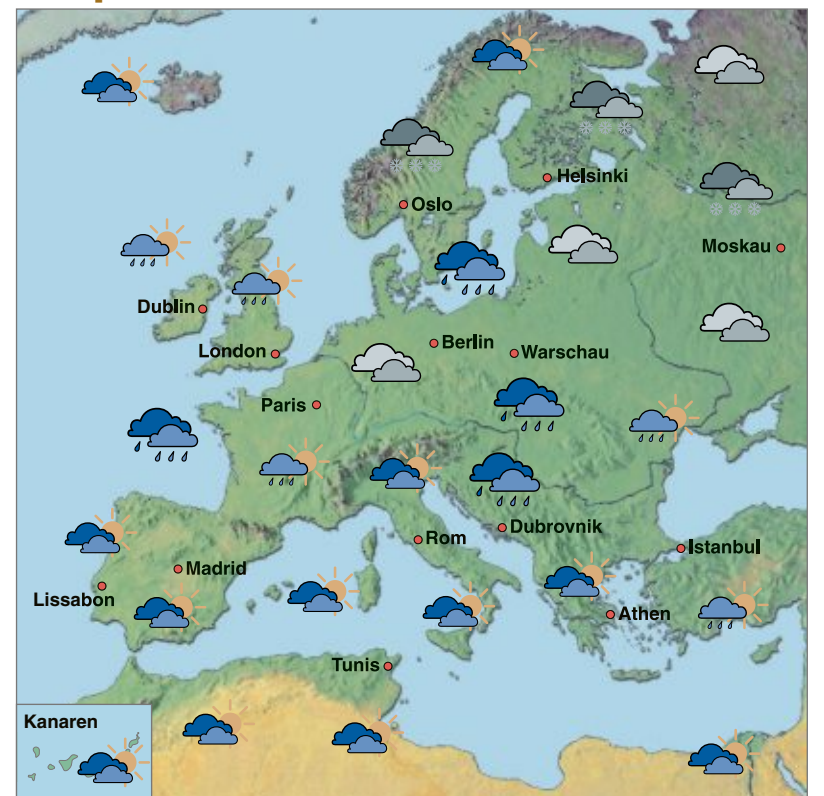 Helsinki
Oslo
Moskau
Dublin
London
Berlin
Warschau
Paris
Dubrovnik
Rom
Istanbul
Madrid
Lissabon
Athen
Tunis
Kanaren